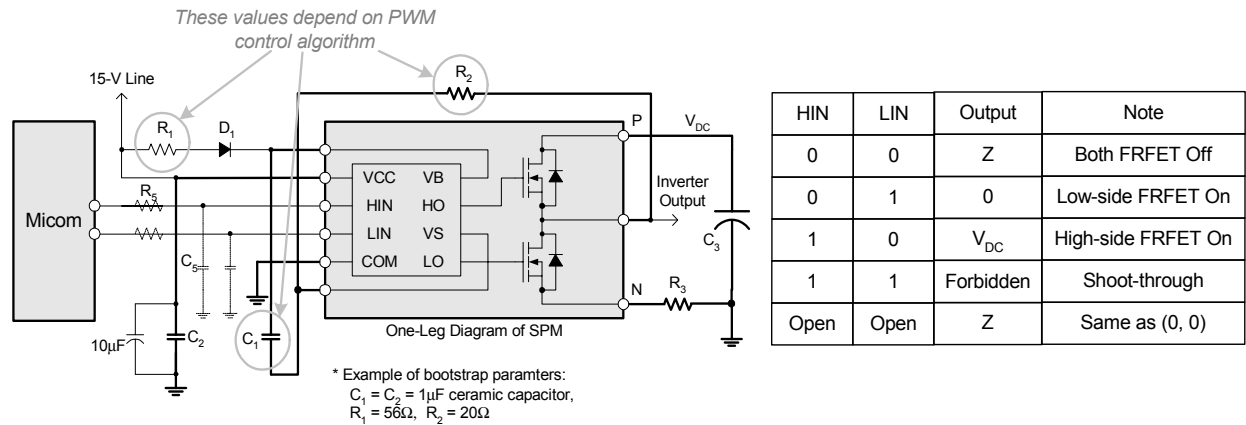 These values depend on PWM
control algorithm
15-V Line
R2
R1
D1
P
VDC
Micom
R5
VCC VB
HIN HO
LIN VS
COM LO
Inverter
Output
C5
C3
N
R3
10μF
C2
C1
One-Leg Diagram of SPM
* Example of bootstrap paramters:
C1 = C2 = 1μF ceramic capacitor,
R1 = 56Ω, R2 = 20Ω
HIN LIN Output Note
0 0 Z Both FRFET Off
0 1 0 Low-side FRFET On
1 0 VDC High-side FRFET On
1 1 Forbidden Shoot-through
Open Open Z Same as (0, 0)